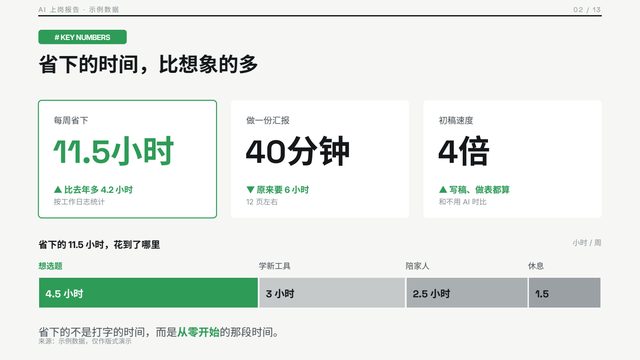 AI 上岗报告 · 示例数据
02 / 13
# KEY NUMBERS
省下的时间，比想象的多
每周省下
11.5小时
▲ 比去年多 4.2 小时
按工作日志统计
做一份汇报
40分钟
▼ 原来要 6 小时
12 页左右
初稿速度
4倍
▲ 写稿、做表都算
和不用 AI 时比
省下的 11.5 小时，花到了哪里
小时 / 周
想选题
学新工具
陪家人
休息
4.5 小时
3 小时
2.5 小时
1.5
省下的不是打字的时间，而是从零开始的那段时间。
来源：示例数据，仅作版式演示